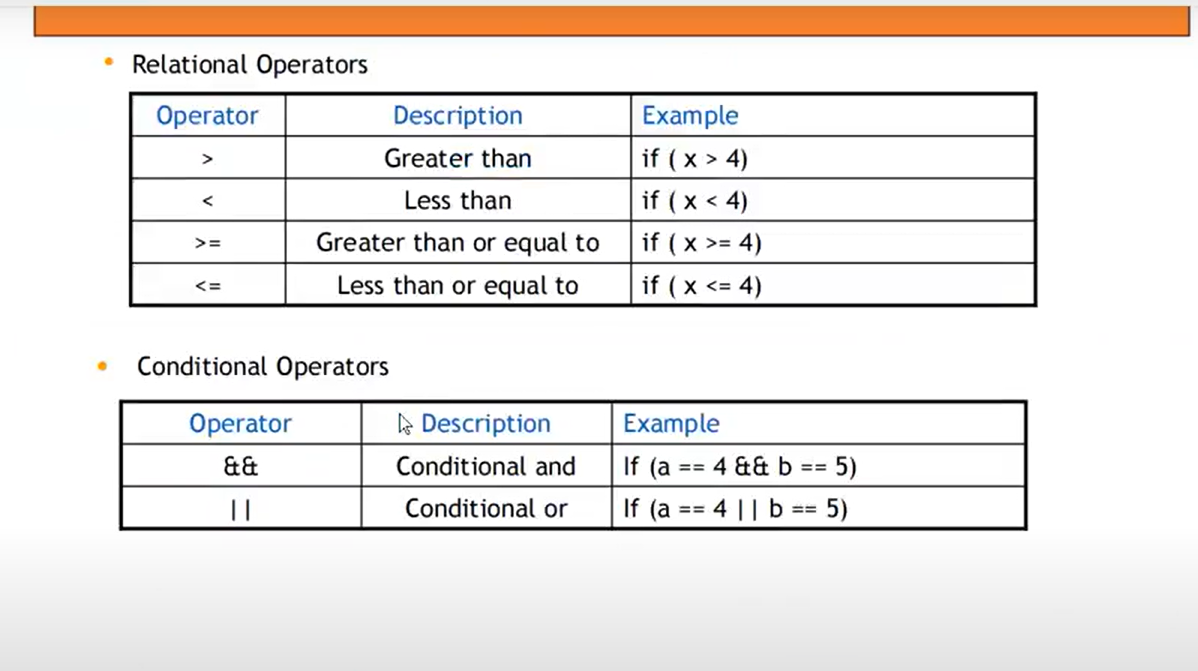 Relational Operators
Operator Description Example
> Greater than if ( x > 4)
< Less than if ( x < 4)
>= Greater than or equal to if ( x >= 4)
<= Less than or equal to if ( x <= 4)
Conditional Operators
Operator Description Example
&& Conditional and If (a == 4 && b == 5)
|| Conditional or If (a == 4 || b == 5)